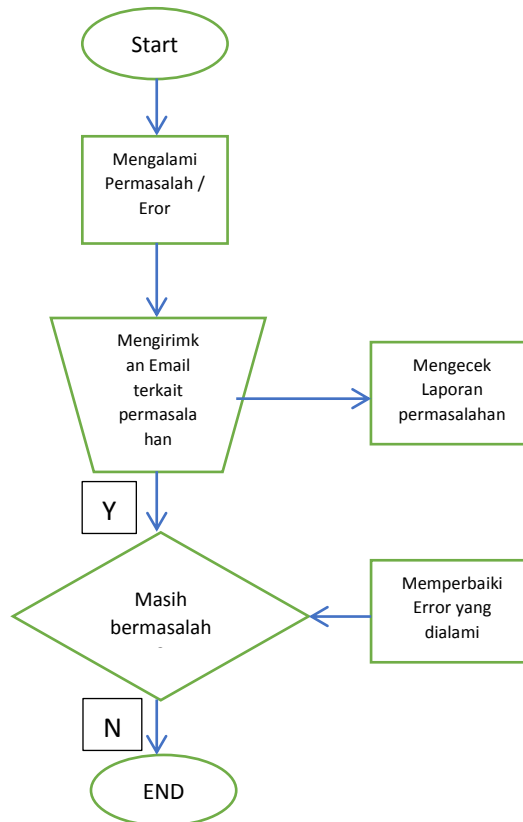 Start
Mengalami
Permasalah /
Eror
Mengirimk
an Email
terkait
permasala
han
Mengecek
Laporan
permasalahan
Y
Masih
bermasalah
Memperbaiki
Error yang
dialami
N
END